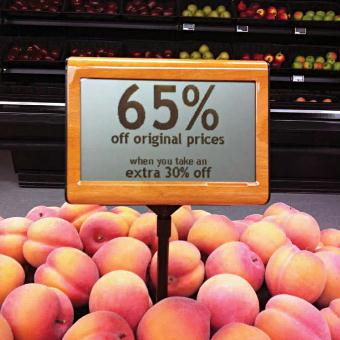 65%
off original prices
when you take an
extra 30% off